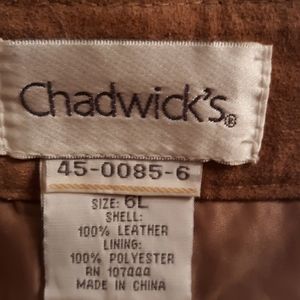 Chadwick's®
45-0085-6
SIZE: 6L
SHELL:
100% LEATHER
LINING:
100% POLYESTER
RN 107444
MADE IN CHINA